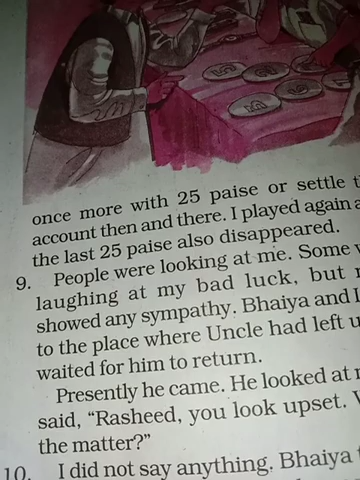 once more with 25 paise or settle
account then and there. I played again
the last 25 paise also disappeared.
9. People were looking at me. Some
laughing at my bad luck, but
showed any sympathy. Bhaiya and I
to the place where Uncle had left
waited for him to return.
Presently he came. He looked at
said, “Rasheed, you look upset.
the matter?”
10. I did not say anything. Bhaiya